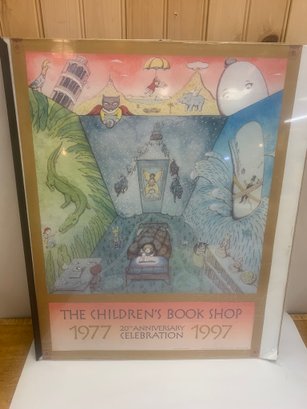 THE CHILDREN'S BOOK SHOP
1977 20TH ANNIVERSARY CELEBRATION 1997